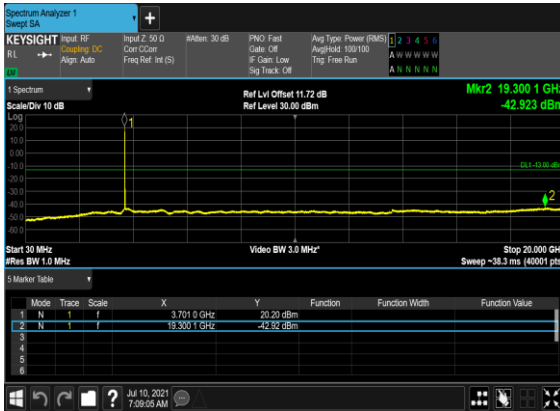 Spectrum Analyzer 1
Swept SA
+
KEYSIGHT Input: RF Input Z: 50 Ω #Atten: 30 dB PNO: Fast Avg Type: Power (RMS) 1 2 3 4 5 6
RL Coupling: DC Corr CCorr Gate: Off Avg|Hold: 100/100 A W W W W W
Align: Auto Freq Ref: Int (S) IF Gain: Low Trig: Free Run
Sig Track: Off A N N N N N
1 Spectrum Ref Lvl Offset 11.72 dB Mkr2 19.300 1 GHz
Scale/Div 10 dB Ref Level 30.00 dBm -42.923 dBm
Log
1
20.0
10.0
0.00
-10.0
DL1 -13.00 dBm
-20.0
-30.0
-40.0
2
-50.0
-60.0
Start 30 MHz Video BW 3.0 MHz* Stop 20.000 GHz
#Res BW 1.0 MHz Sweep ~38.3 ms (40001 pts)
5 Marker Table
Mode Trace Scale X Y Function Function Width Function Value
1 N 1 f 3.701 0 GHz 20.20 dBm
2 N 1 f 19.300 1 GHz -42.92 dBm
3
4
5
6
? Jul 10, 2021
7:09:05 AM